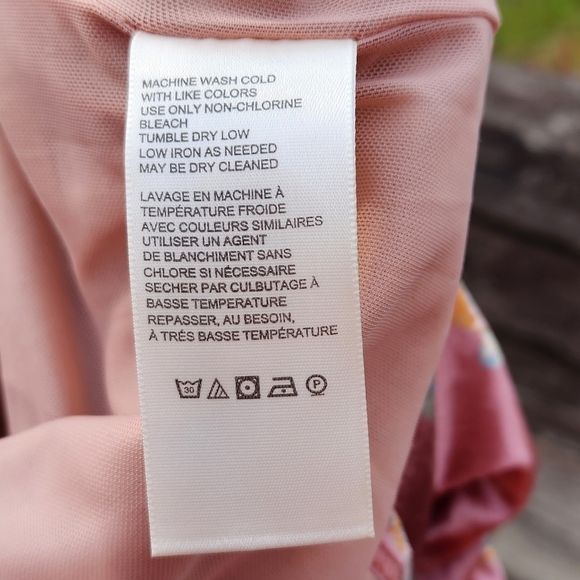 MACHINE WASH COLD
WITH LIKE COLORS
USE ONLY NON-CHLORINE
BLEACH
TUMBLE DRY LOW
LOW IRON AS NEEDED
MAY BE DRY CLEANED
LAVAGE EN MACHINE À
TEMPÉRATURE FROIDE
AVEC COULEURS SIMILAIRES
UTILISER UN AGENT
DE BLANCHIMENT SANS
CHLORE SI NÉCESSAIRE
SECHER PAR CULBUTAGE À
BASSE TEMPERATURE
REPASSER, AU BESOIN,
À TRÉS BASSE TEMPÉRATURE
30 P